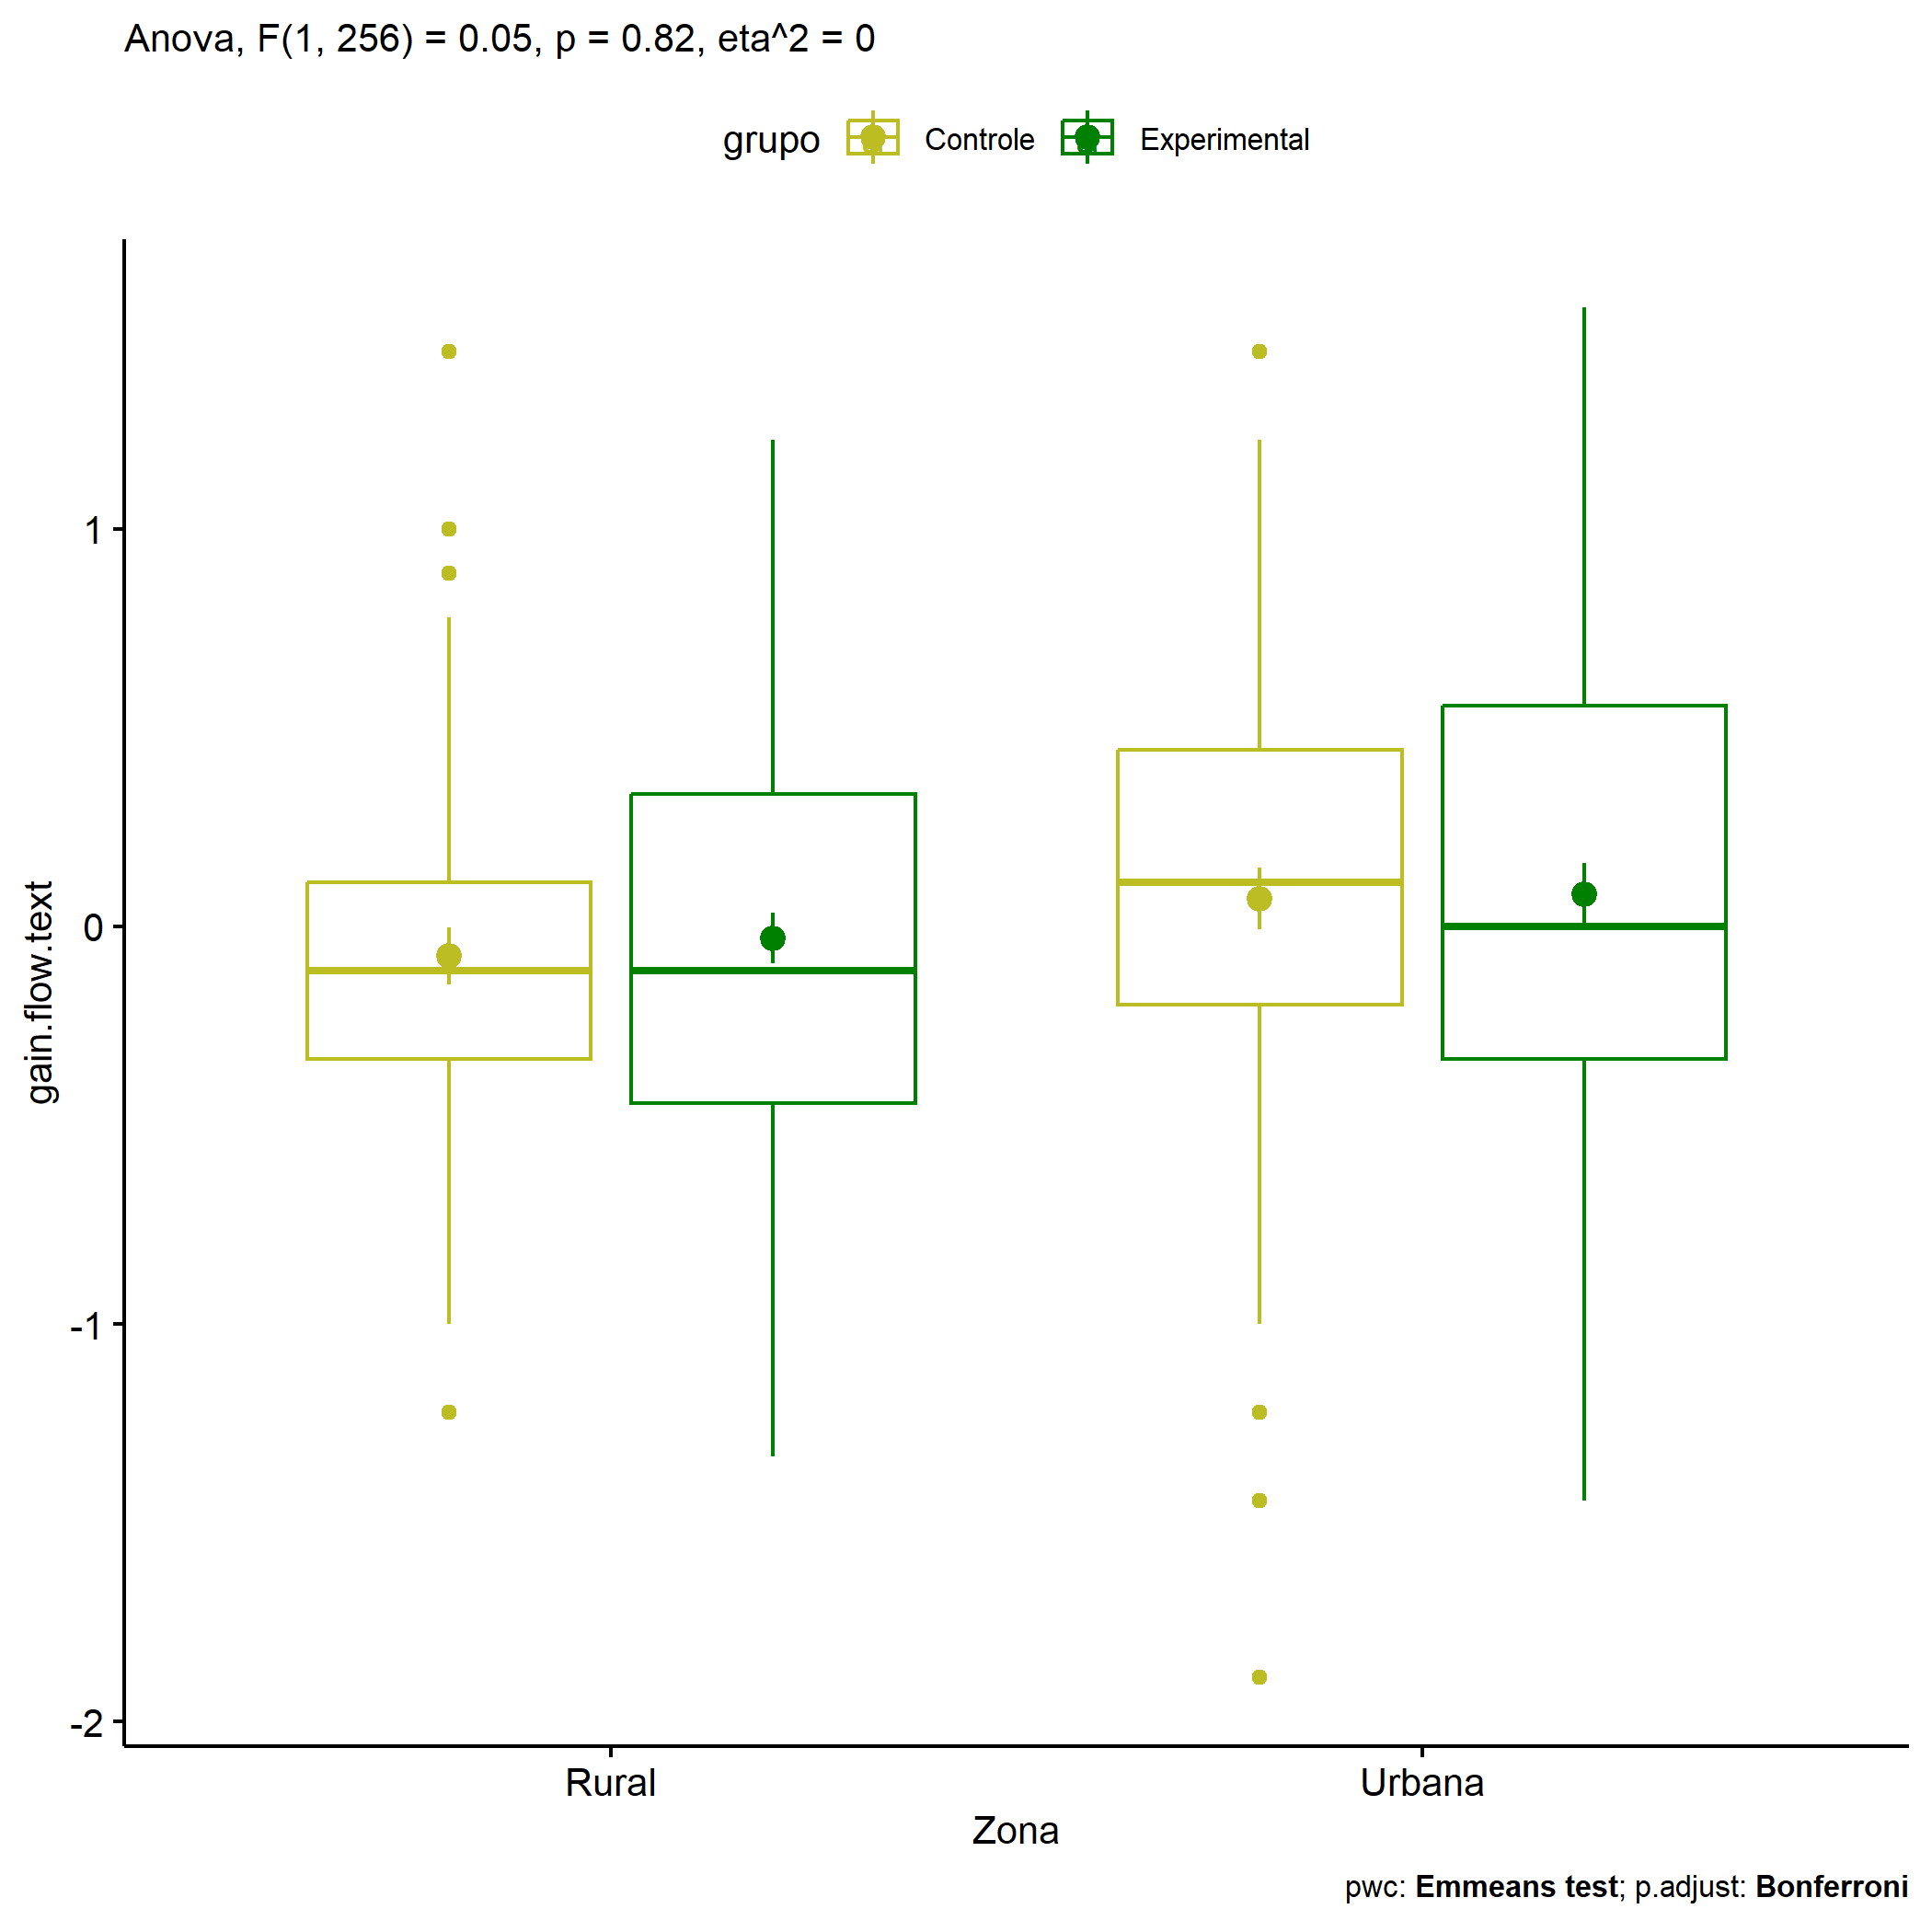 Anova, F(1, 256) = 0.05, p = 0.82, eta^2 = 0
grupo Controle Experimental
gain.flow.text
1
0
-1
-2
Rural Urbana
Zona
pwc: Emmeans test; p.adjust: Bonferroni